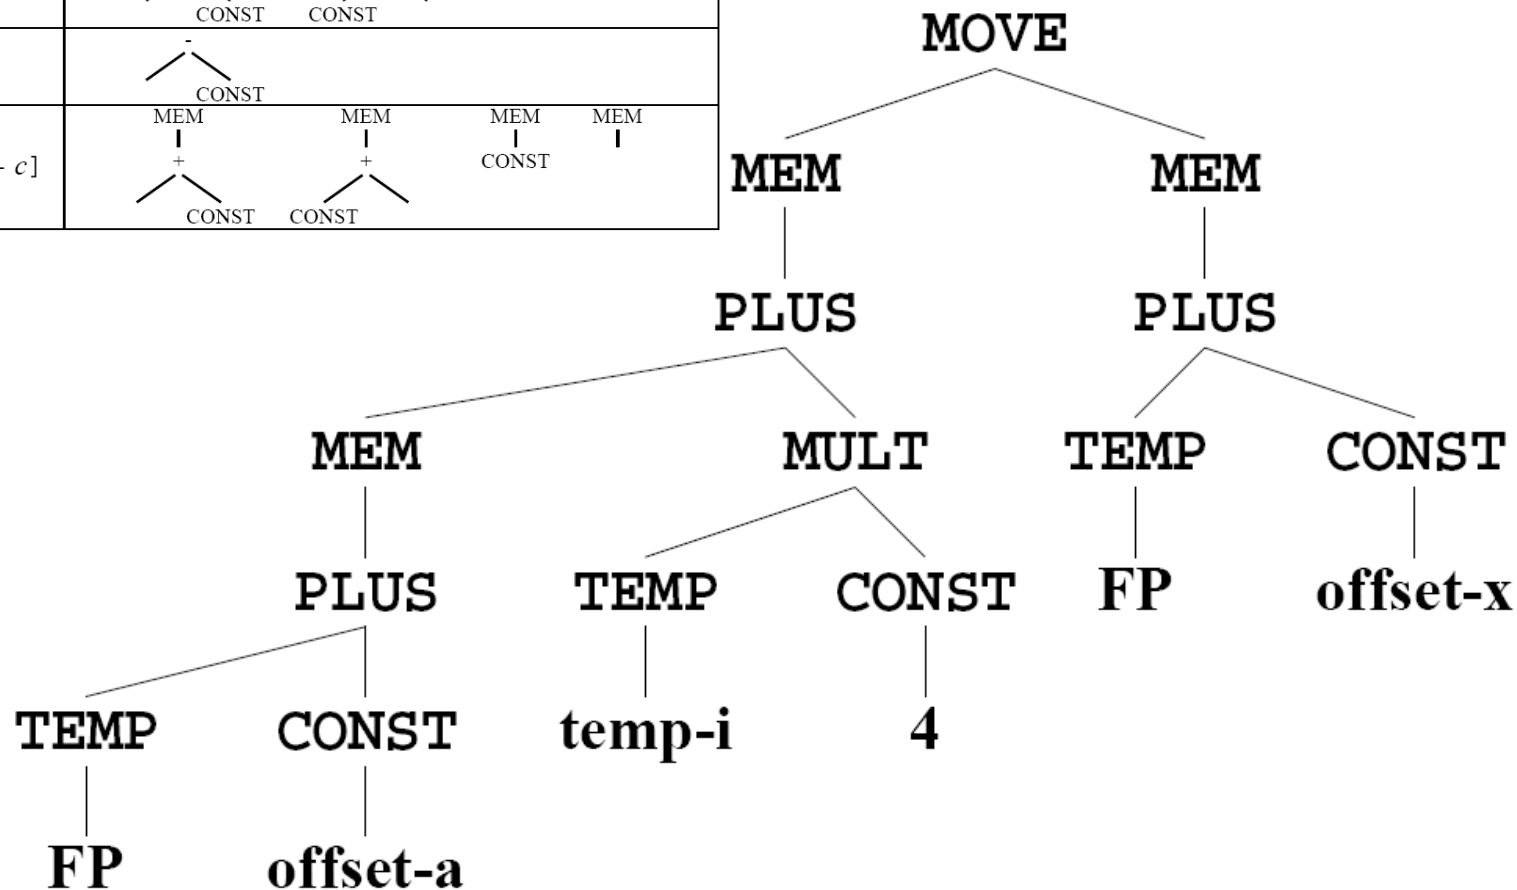 CONST CONST
-
CONST
MEM MEM MEM MEM
+ + CONST
- c]
CONST CONST
MOVE
MEM MEM
PLUS PLUS
MEM MULT TEMP CONST
PLUS TEMP CONST FP offset-x
TEMP CONST temp-i 4
FP offset-a